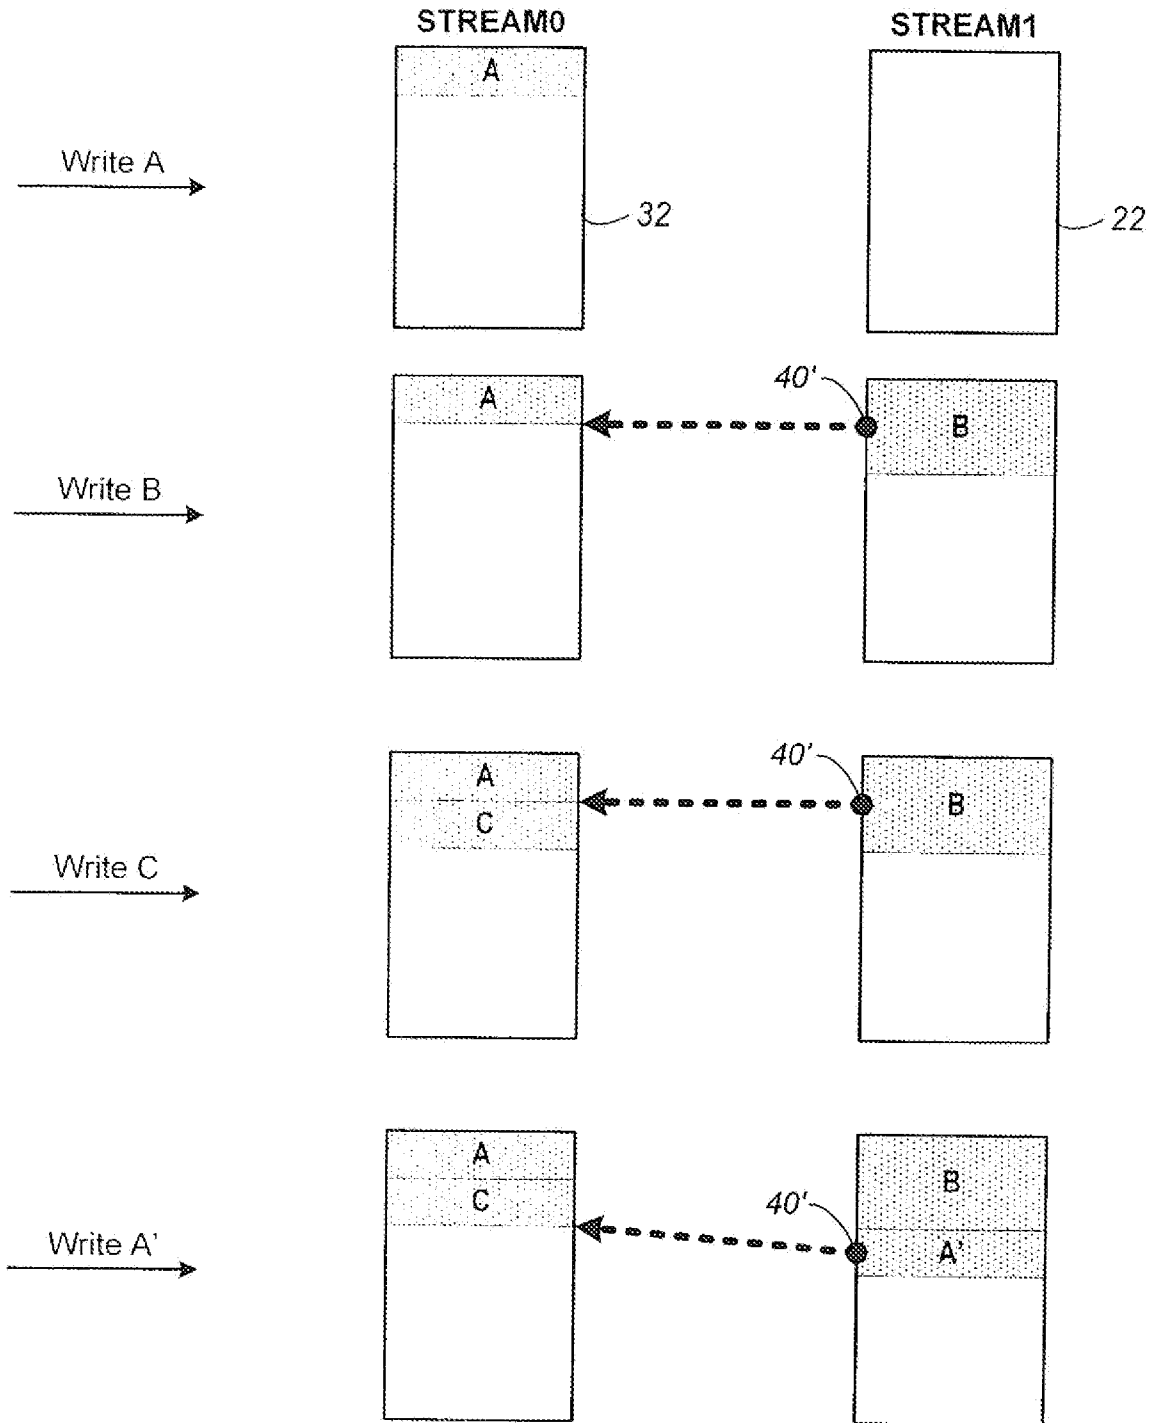 STREAM0 STREAM1
A
Write A
32 22
40'
A B
Write B
40'
A B
C
Write C
A
B
40'
C
Write A'
A'